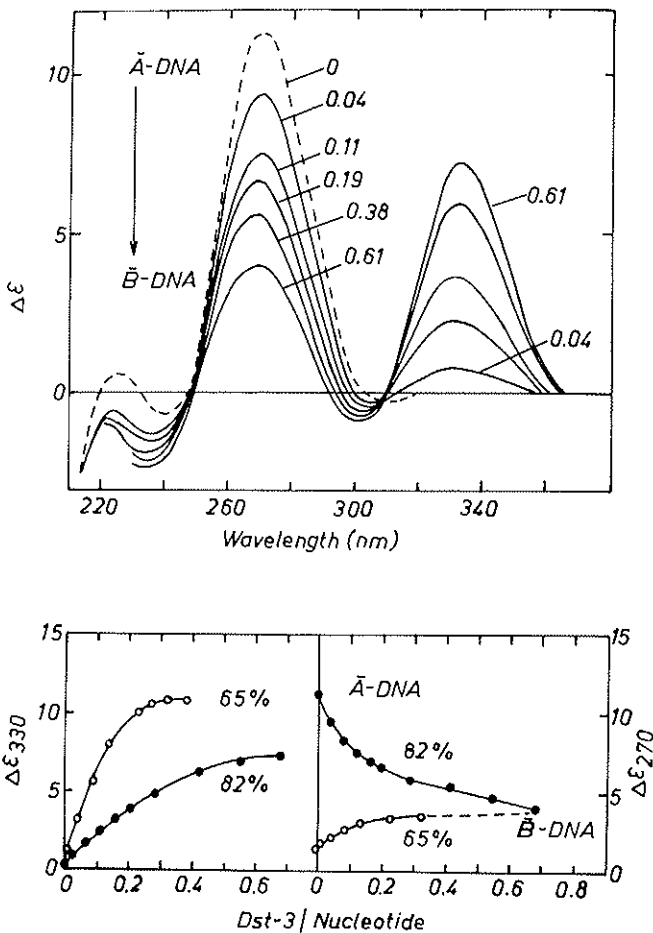 10
5
0
Δε
Ā-DNA
B̄-DNA
0
0.04
0.11
0.19
0.38
0.61
0.61
0.04
220 260 300 340
Wavelength (nm)
15
10
5
0
Δε330
65%
82%
0 0.2 0.4 0.6
Ā-DNA
82%
65%
B̄-DNA
15
10
5
0
Δε270
0 0.2 0.4 0.6 0.8
Dst-3/Nucleotide